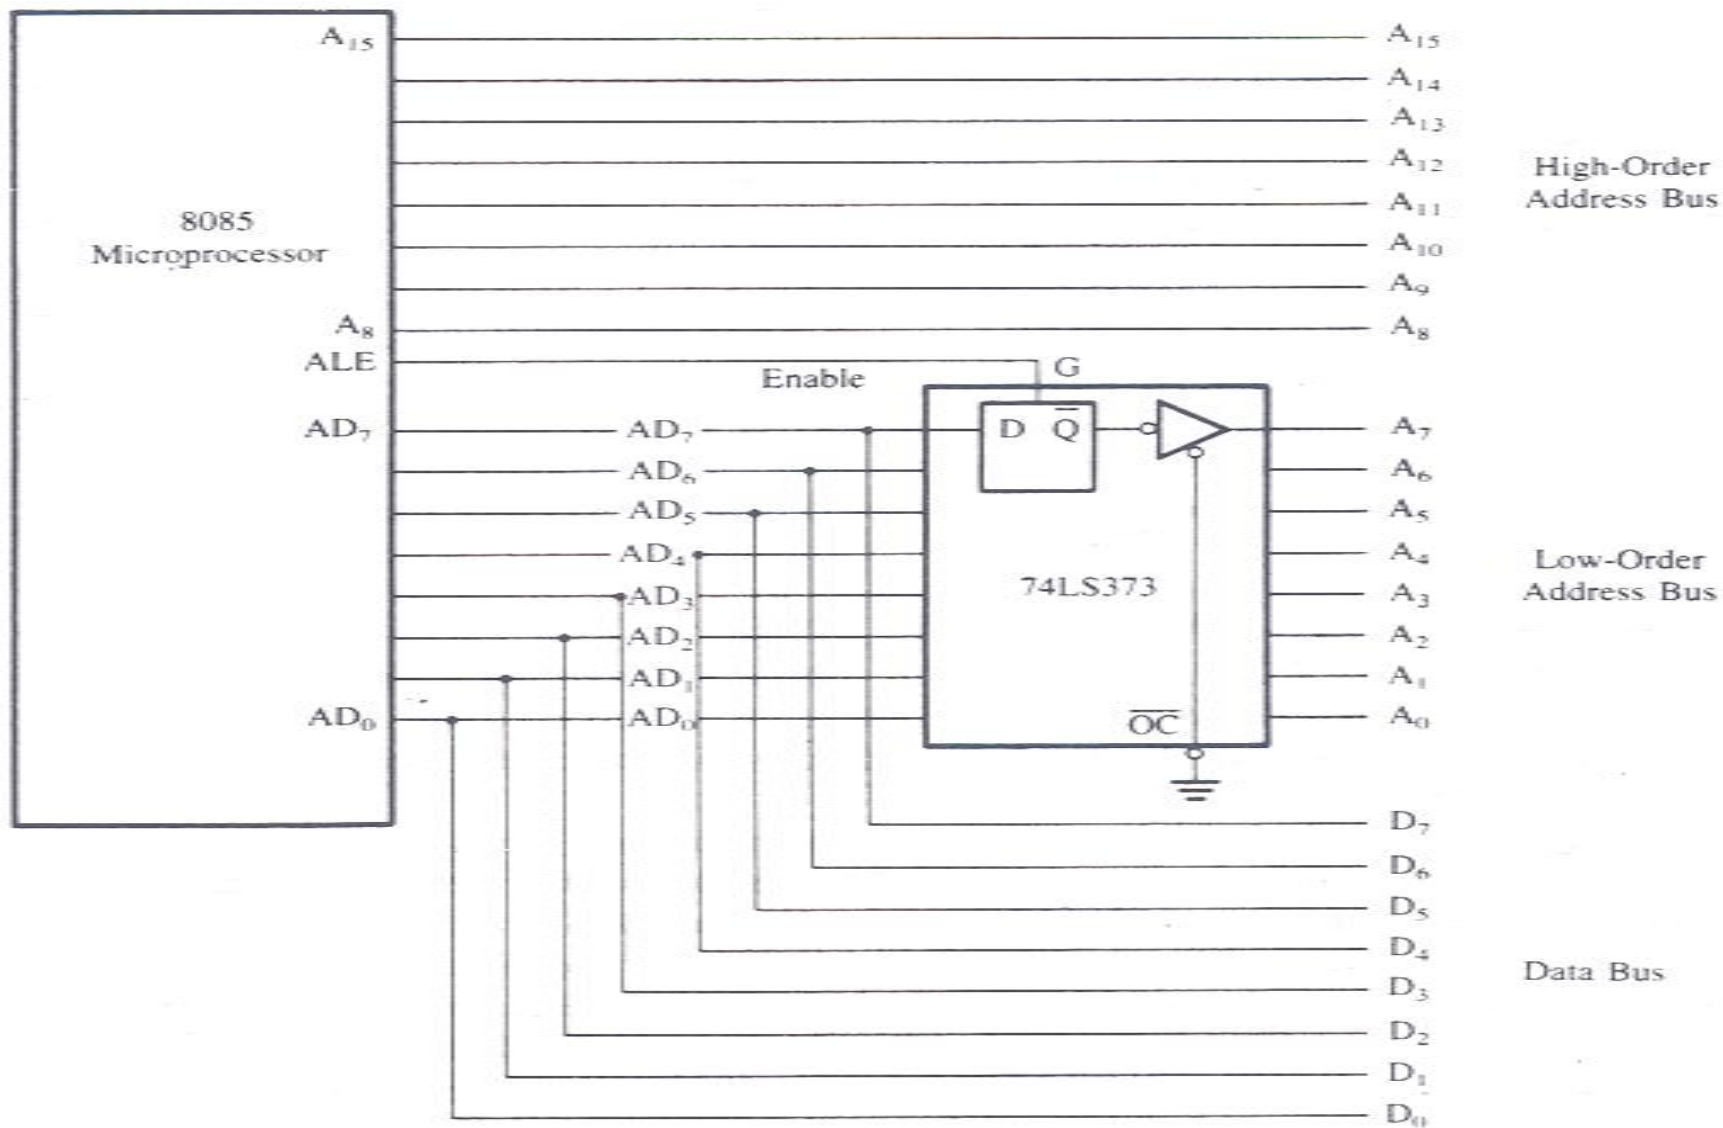 A₁₅
A₁₅
A₁₄
A₁₃
A₁₂
High-Order
Address Bus
A₁₁
8085
Microprocessor
A₁₀
A₉
A₈
A₈
ALE
Enable
G
AD₇
AD₇
D Q̅
A₇
AD₆
A₆
AD₅
A₅
AD₄
A₄
74LS373
Low-Order
Address Bus
AD₃
A₃
AD₂
A₂
AD₁
A₁
AD₀
AD₀
O̅C̅
A₀
D₇
D₆
D₅
D₄
Data Bus
D₃
D₂
D₁
D₀